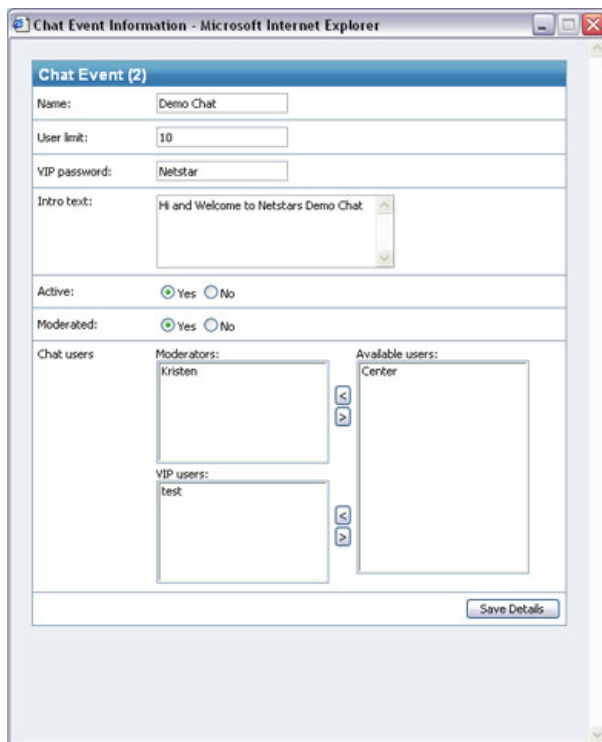 Chat Event Information - Microsoft Internet Explorer
Chat Event (2)
Name: Demo Chat
User limit: 10
VIP password: Netstar
Intro text: Hi and Welcome to Netstars Demo Chat
Active: Yes No
Moderated: Yes No
Chat users Moderators: Available users:
Kristen Center
< 
>
VIP users:
test
<
>
Save Details